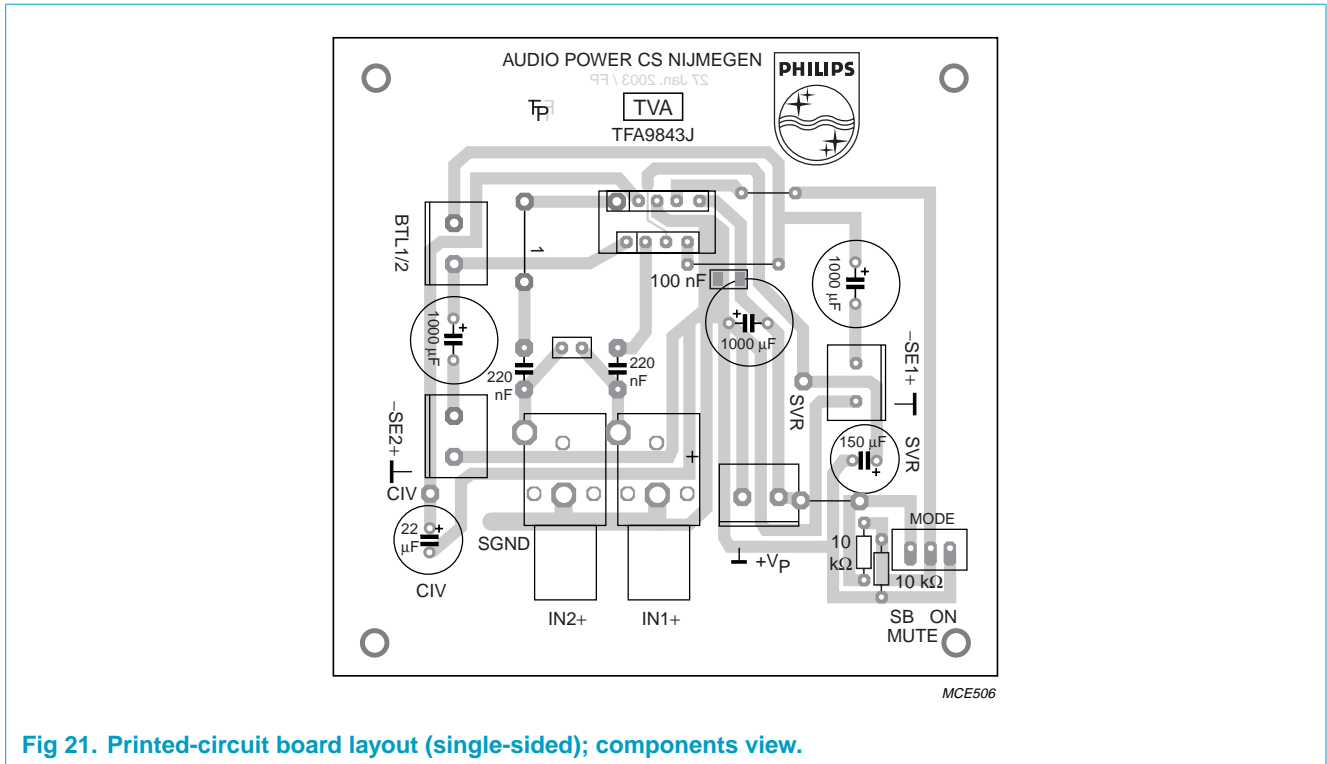 AUDIO POWER CS NIJMEGEN
27 Jan. 2003 / FP
PHILIPS
TP
F
TVA
TFA9843J
BTL1/2
1
100 nF
1000 µF
+
1000 µF
+
1000 µF
+
220
nF
220
nF
−SE1+
SVR
−SE2+
150 µF
+
SVR
+
CIV
22
µF
+
CIV
SGND
MODE
10
kΩ
+VP
10 kΩ
IN2+
IN1+
SB ON
MUTE
MCE506
Fig 21. Printed-circuit board layout (single-sided); components view.